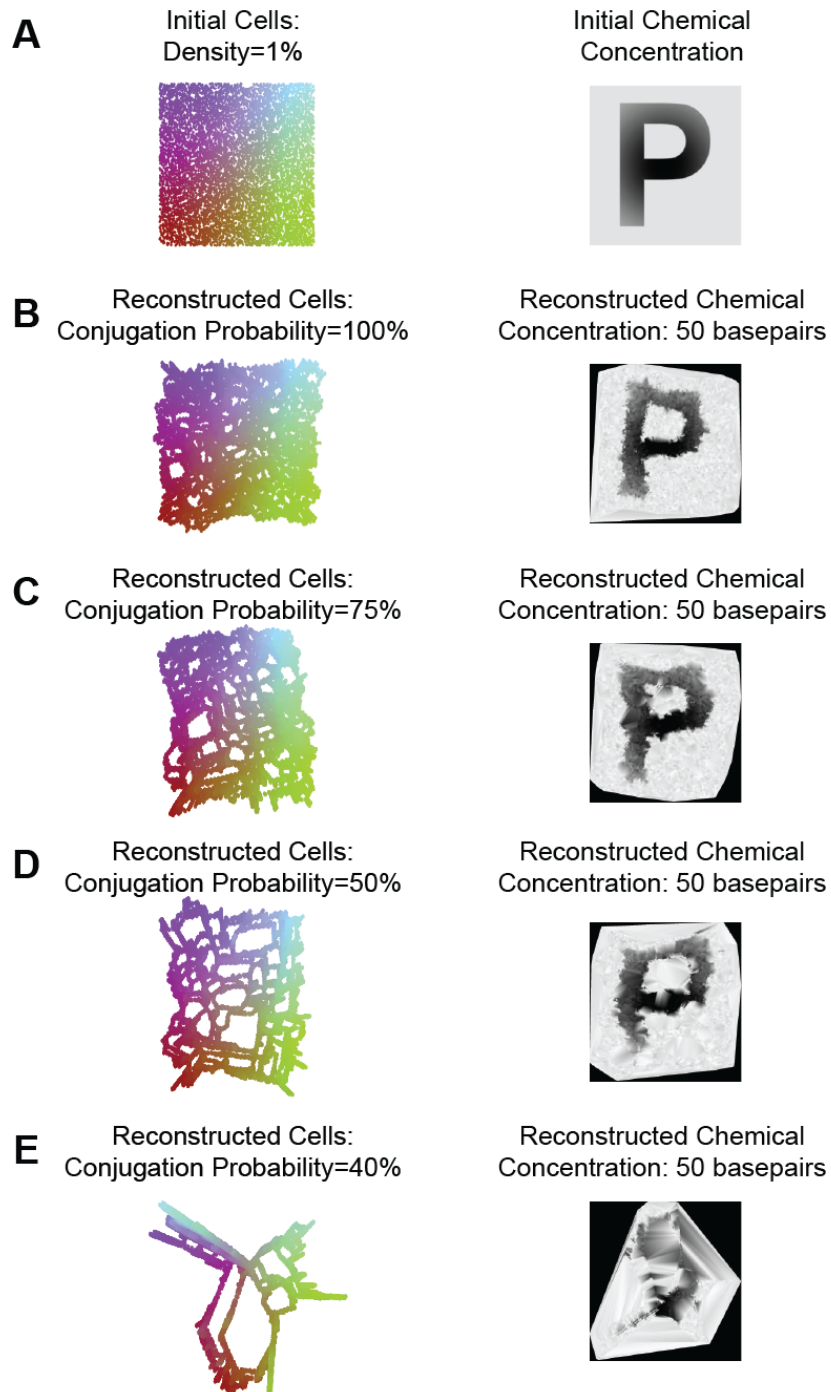 A
Initial Cells:
Density=1%
Initial Chemical
Concentration
P
B
Reconstructed Cells:
Conjugation Probability=100%
Reconstructed Chemical
Concentration: 50 basepairs
P
C
Reconstructed Cells:
Conjugation Probability=75%
Reconstructed Chemical
Concentration: 50 basepairs
P
D
Reconstructed Cells:
Conjugation Probability=50%
Reconstructed Chemical
Concentration: 50 basepairs
P
E
Reconstructed Cells:
Conjugation Probability=40%
Reconstructed Chemical
Concentration: 50 basepairs